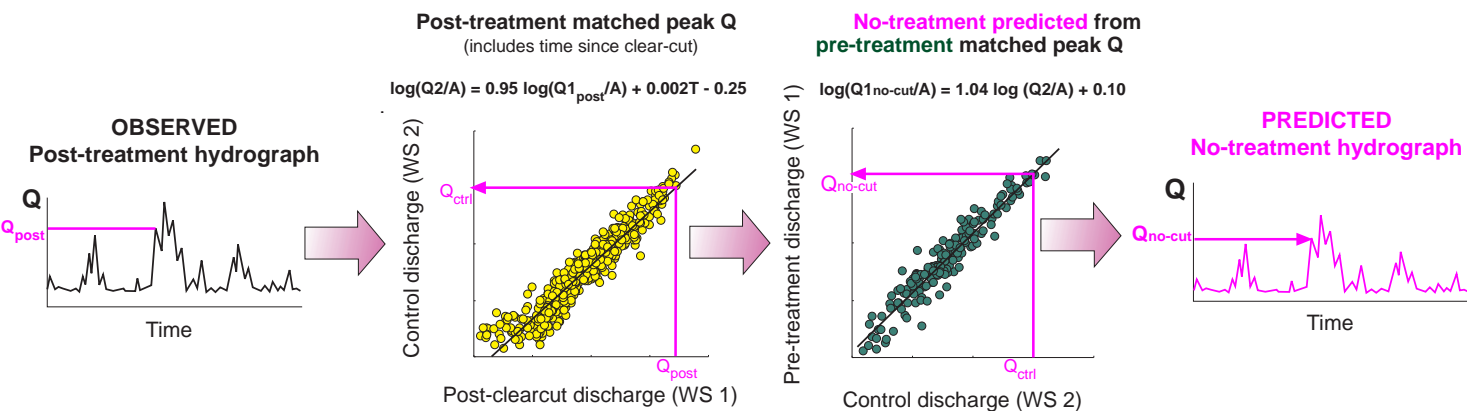 OBSERVED
Post-treatment hydrograph
Q
Qpost
Time
Post-treatment matched peak Q
(includes time since clear-cut)
log(Q2/A) = 0.95 log(Q1post/A) + 0.002T - 0.25
Control discharge (WS 2)
Qctrl
Qpost
Post-clearcut discharge (WS 1)
No-treatment predicted from
pre-treatment matched peak Q
log(Q1no-cut/A) = 1.04 log (Q2/A) + 0.10
Pre-treatment discharge (WS 1)
Qno-cut
Qctrl
Control discharge (WS 2)
PREDICTED
No-treatment hydrograph
Q
Qno-cut
Time